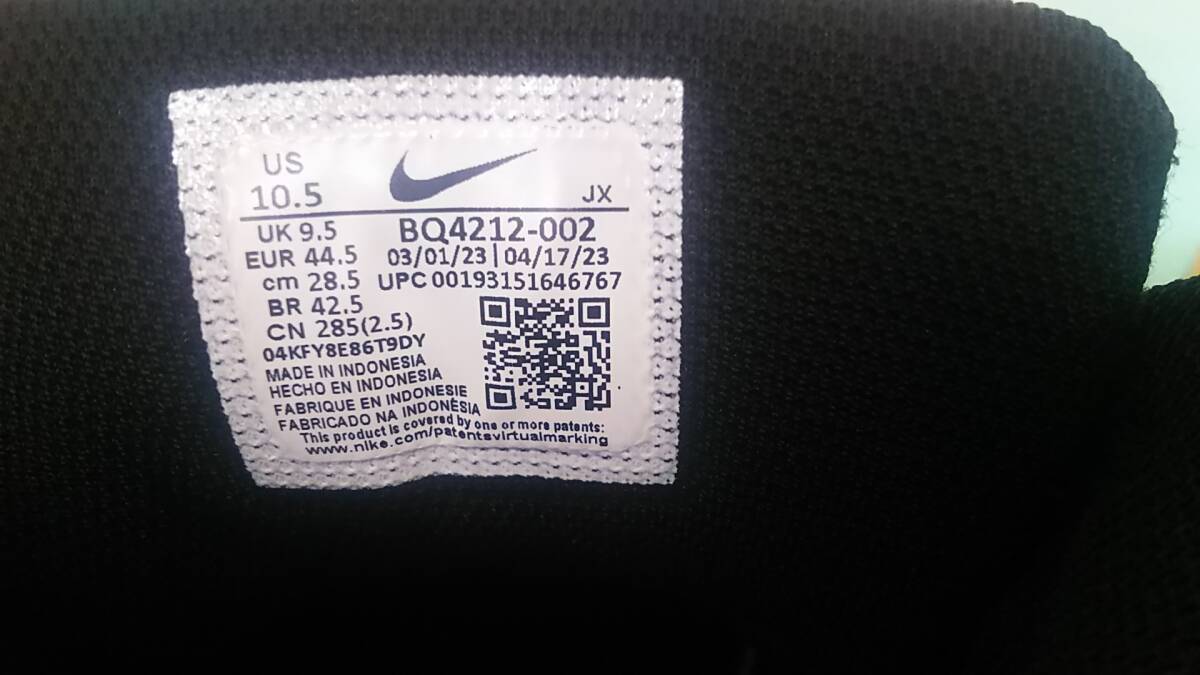 US
10.5
JX
UK 9.5
EUR 44.5
cm 28.5
BR 42.5
CN 285(2.5)
04KFY8E86T9DY
BQ4212-002
03/01/23 | 04/17/23
UPC 00193151646767
MADE IN INDONESIA
HECHO EN INDONESIA
FABRIQUE EN INDONESIE
FABRICADO NA INDONÉSIA
This product is covered by one or more patents:
www.nike.com/patentsvirtualmarking